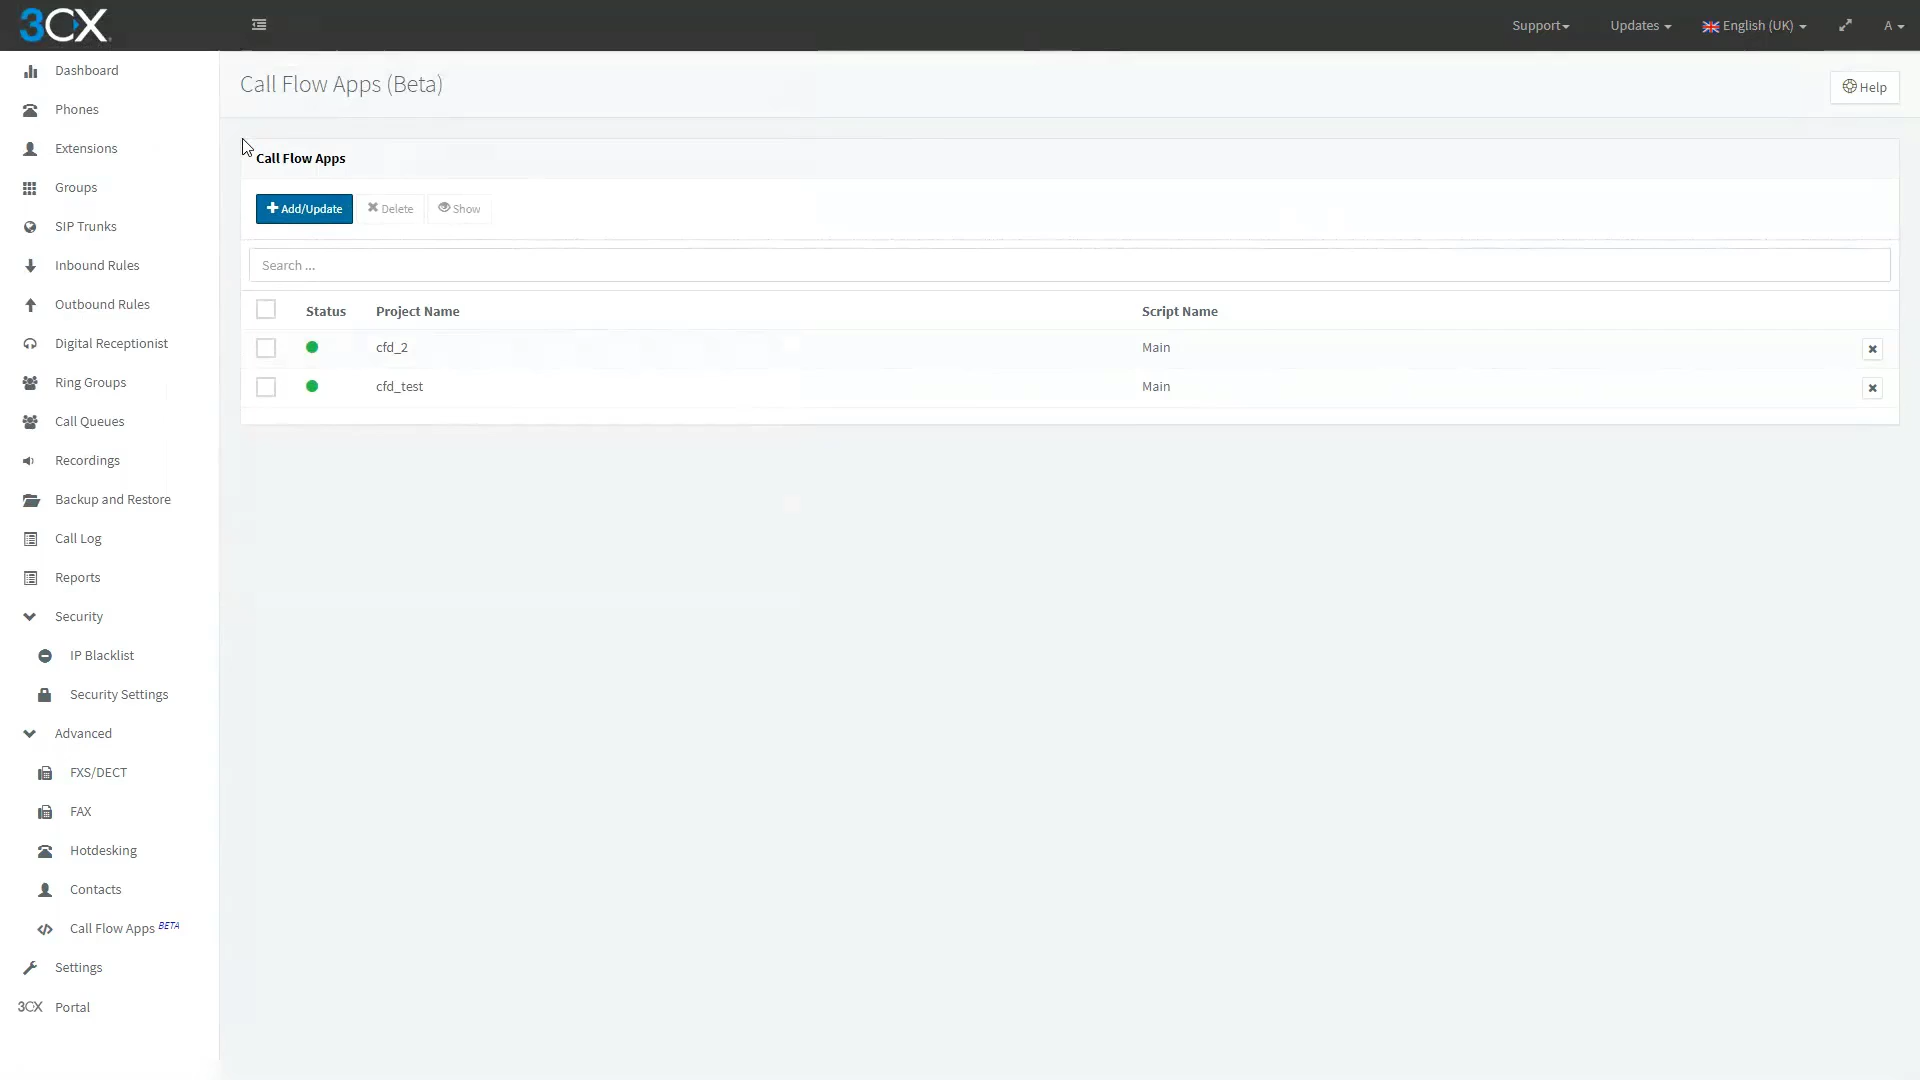 3CX
Support
Updates
English (UK)
A
Dashboard
Phones
Extensions
Groups
SIP Trunks
Inbound Rules
Outbound Rules
Digital Receptionist
Ring Groups
Call Queues
Recordings
Backup and Restore
Call Log
Reports
Security
IP Blacklist
Security Settings
Advanced
FXS/DECT
FAX
Hotdesking
Contacts
Call Flow Apps BETA
Settings
3CX Portal
Call Flow Apps (Beta)
Help
Call Flow Apps
Add/Update Delete Show
Search ...
Status Project Name Script Name
cfd_2 Main
cfd_test Main